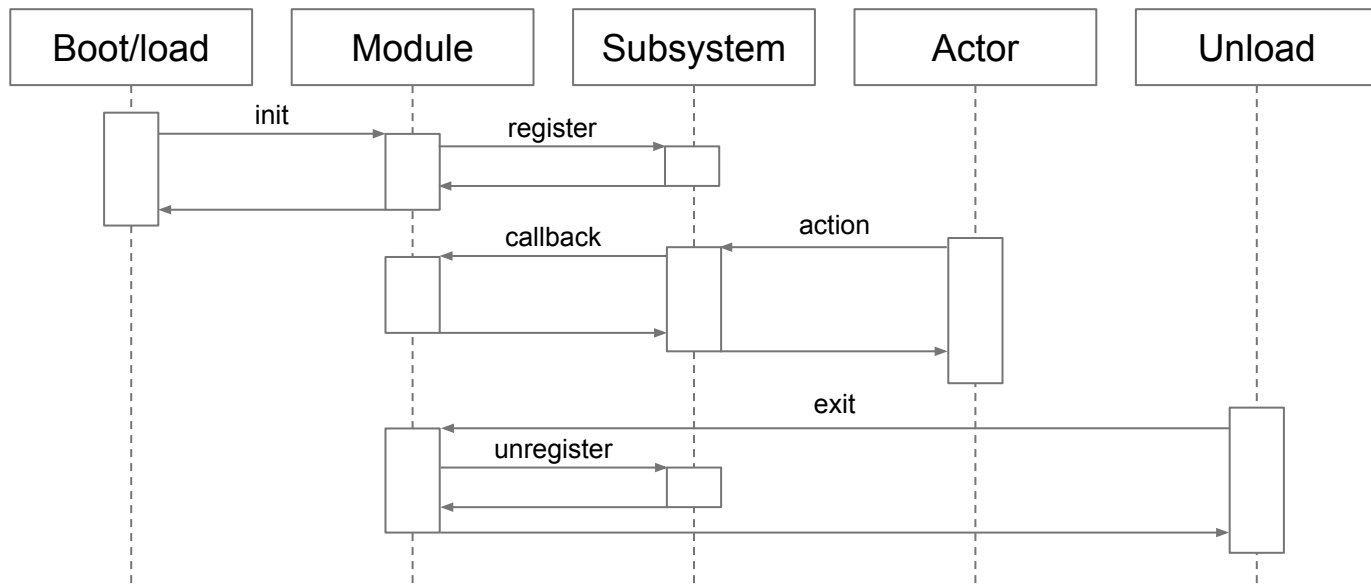 Boot/load
Module
Subsystem
Actor
Unload
init
register
callback
action
exit
unregister